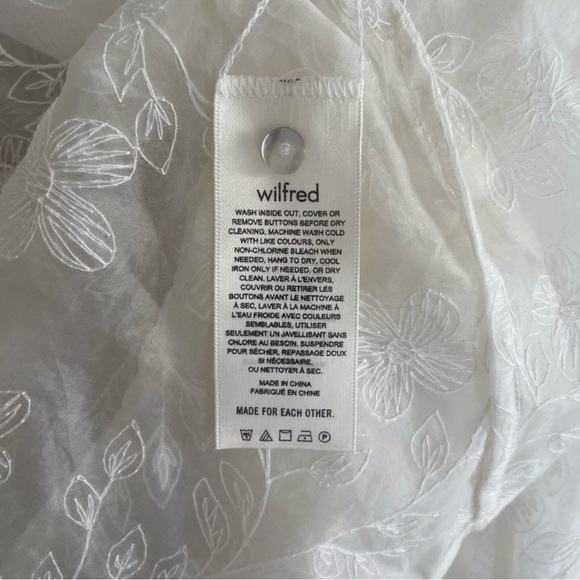 wilfred
WASH INSIDE OUT, COVER OR
REMOVE BUTTONS BEFORE DRY
CLEANING, MACHINE WASH COLD
WITH LIKE COLOURS, ONLY
NON-CHLORINE BLEACH WHEN
NEEDED, HANG TO DRY, COOL
IRON ONLY IF NEEDED, OR DRY
CLEAN. LAVER À L'ENVERS,
COUVRIR OU RETIRER LES
BOUTONS AVANT LE NETTOYAGE
À SEC, LAVER À LA MACHINE À
L'EAU FROIDE AVEC COULEURS
SEMBLABLES, UTILISER
SEULEMENT UN JAVELLISANT SANS
CHLORE AU BESOIN, SUSPENDRE
POUR SÉCHER, REPASSAGE DOUX
SI NÉCESSAIRE,
OU NETTOYER À SEC.
MADE IN CHINA
FABRIQUÉ EN CHINE
MADE FOR EACH OTHER.